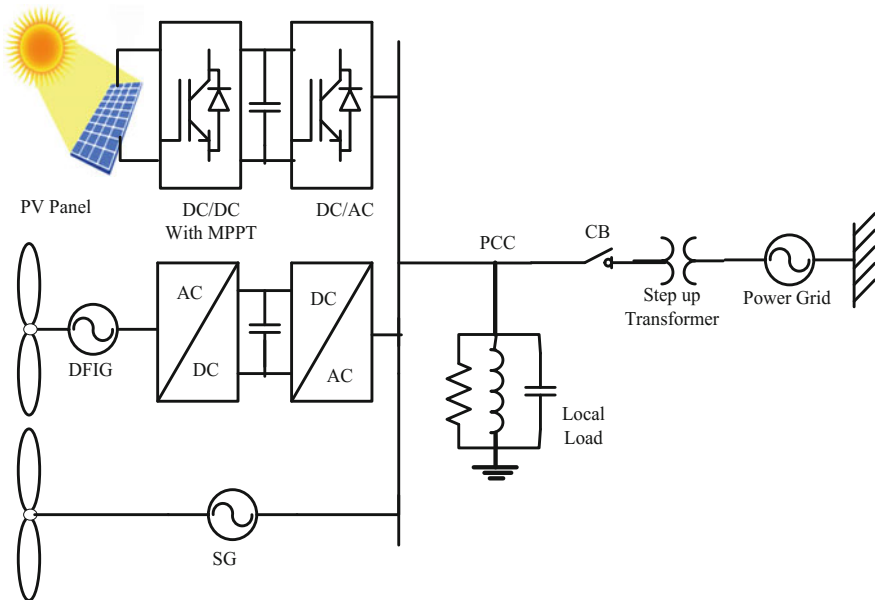 PV Panel
DC/DC
With MPPT
DC/AC
PCC
CB
Step up
Transformer
Power Grid
AC
DC
DC
AC
DFIG
Local
Load
SG